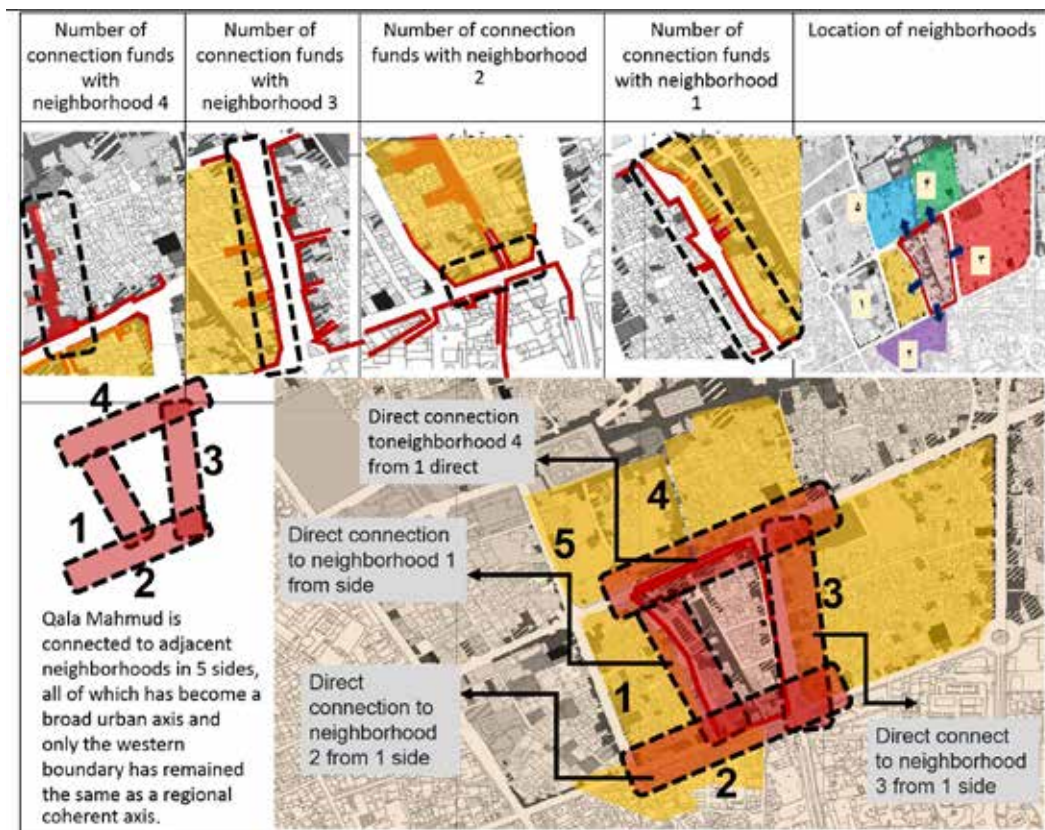 Number of
connection funds
with
neighborhood 4
Number of
connection funds
with
neighborhood 3
Number of connection
funds with neighborhood
2
Number of
connection funds
with neighborhood
1
Location of neighborhoods
۵
۴
۳
۱
۲
4
3
1
2
Qala Mahmud is
connected to adjacent
neighborhoods in 5 sides,
all of which has become a
broad urban axis and
only the western
boundary has remained
the same as a regional
coherent axis.
Direct connection
toneighborhood 4
from 1 direct
Direct connection
to neighborhood 1
from side
Direct
connection to
neighborhood
2 from 1 side
Direct connect
to neighborhood
3 from 1 side
4
5
3
1
2